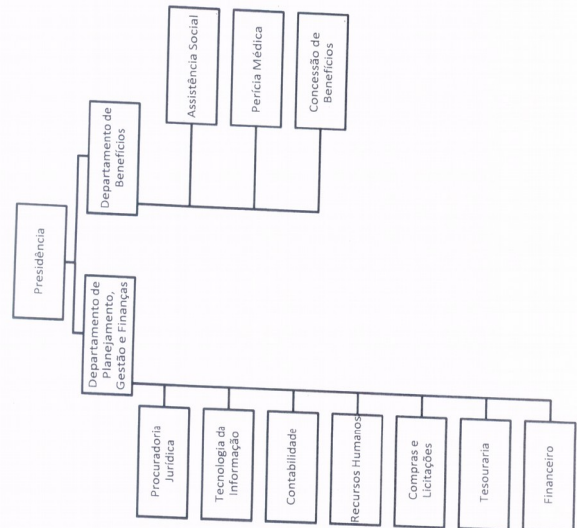 Presidência
Departamento de
Planejamento,
Gestão e Finanças
Departamento de
Benefícios
Procuradoria
Jurídica
Tecnologia da
Informação
Contabilidade
Recursos Humanos
Compras e
Licitações
Tesouraria
Financeiro
Assistência Social
Perícia Médica
Concessão de
Benefícios